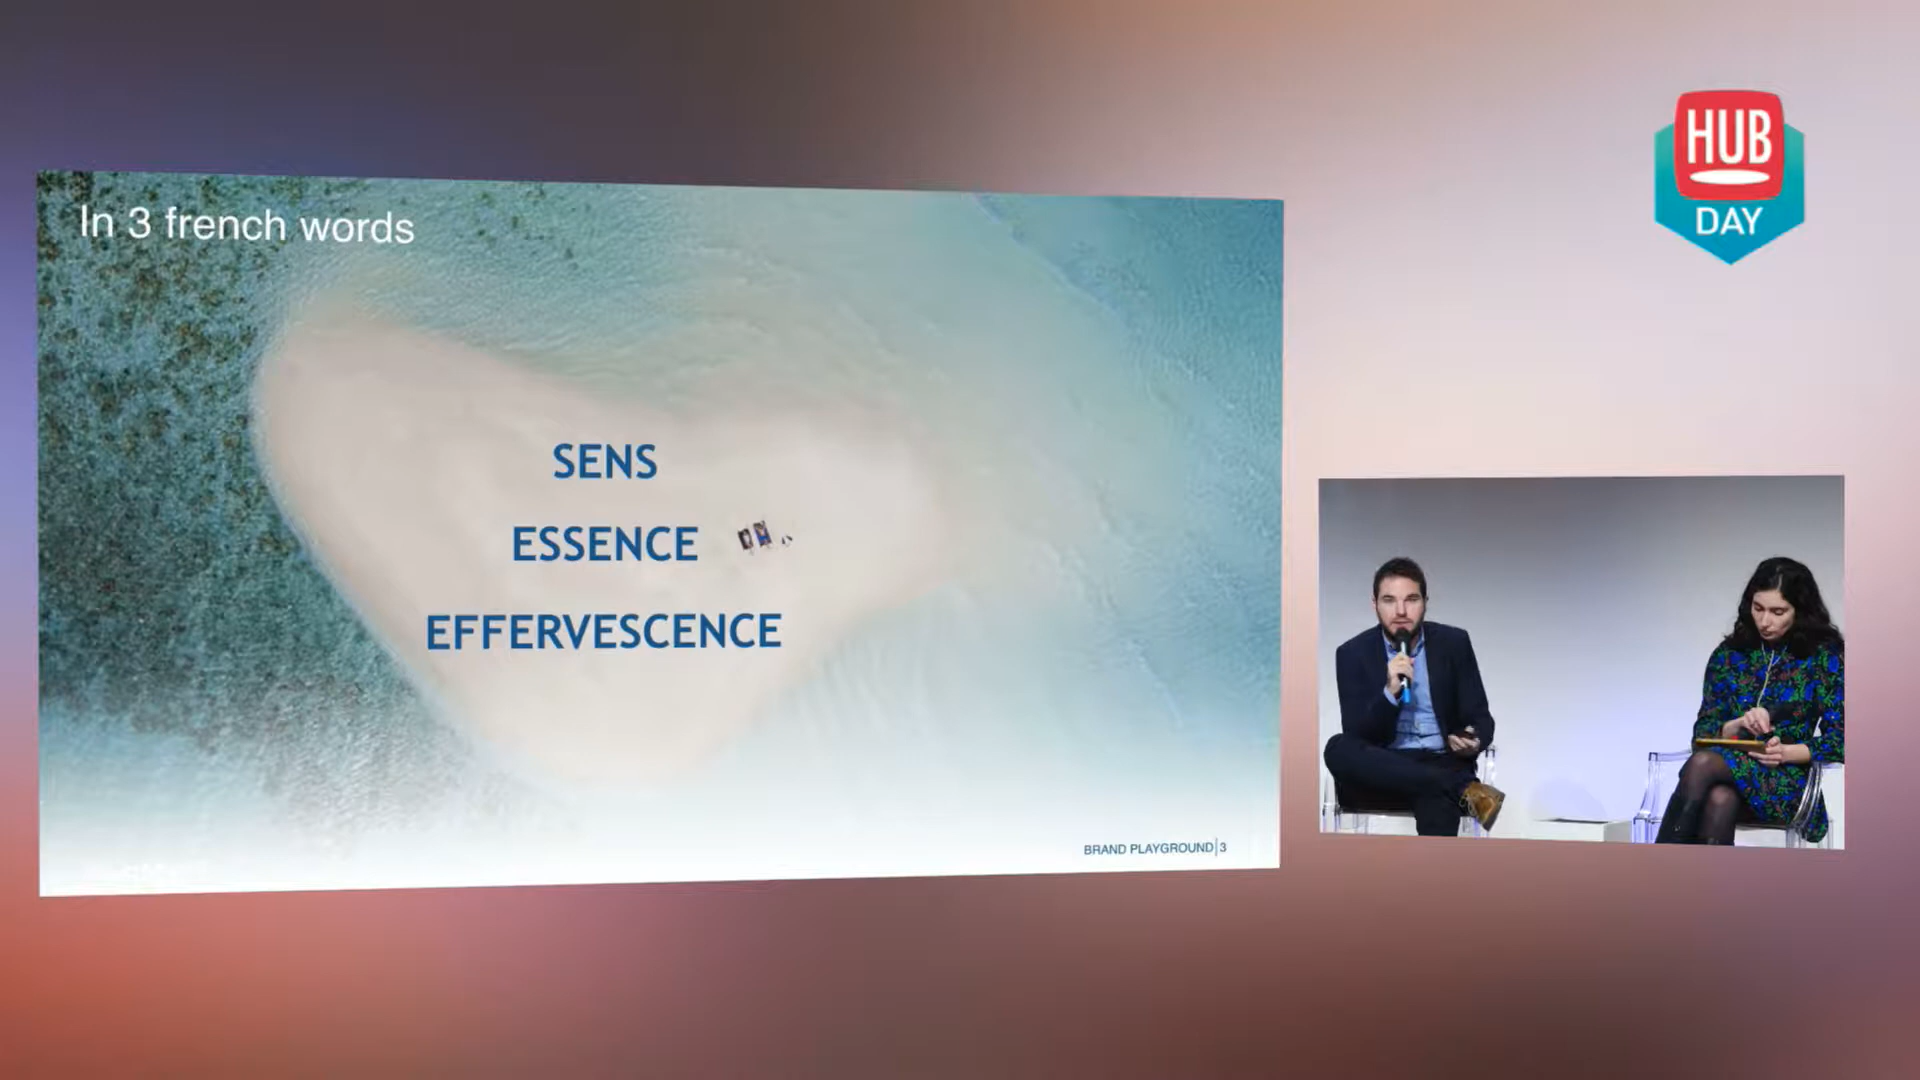 In 3 french words
SENS
ESSENCE
EFFERVESCENCE
BRAND PLAYGROUND|3
HUB
DAY